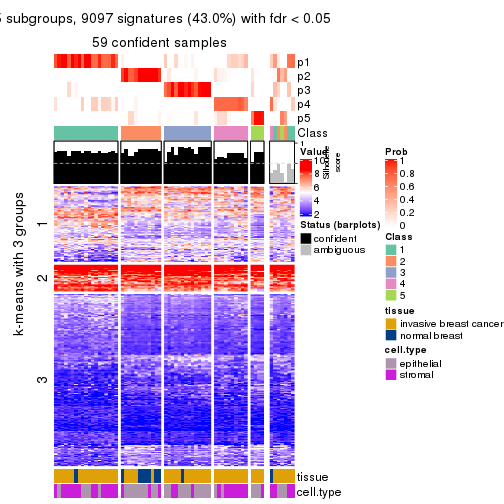 subgroups, 9097 signatures (43.0%) with fdr < 0.05
59 confident samples
p1
p2
p3
p4
p5
Class
1
Silhouette score
k-means with 3 groups
1
2
3
tissue
cell.type
Value
10
8
6
4
2
Status (barplots)
confident
ambiguous
Prob
1
0.8
0.6
0.4
0.2
0
Class
1
2
3
4
5
tissue
invasive breast cancer
normal breast
cell.type
epithelial
stromal